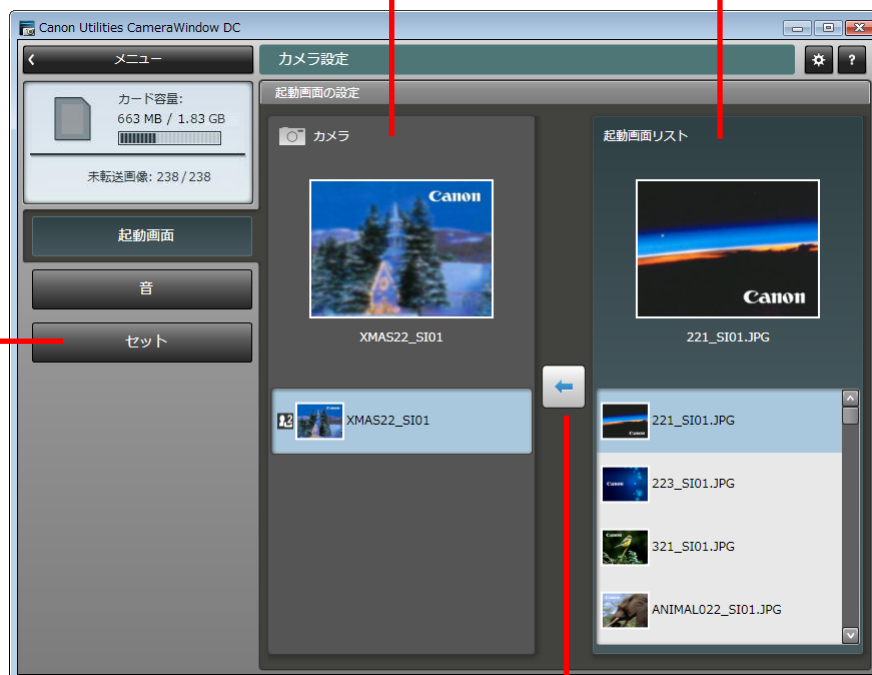 Canon Utilities CameraWindow DC
メニュー
カメラ設定
?
カード容量:
663 MB / 1.83 GB
未転送画像: 238 / 238
起動画面
音
セット
起動画面の設定
カメラ
Canon
XMAS22_SI01
XMAS22_SI01
起動画面リスト
Canon
221_SI01.JPG
221_SI01.JPG
223_SI01.JPG
321_SI01.JPG
ANIMAL022_SI01.JPG